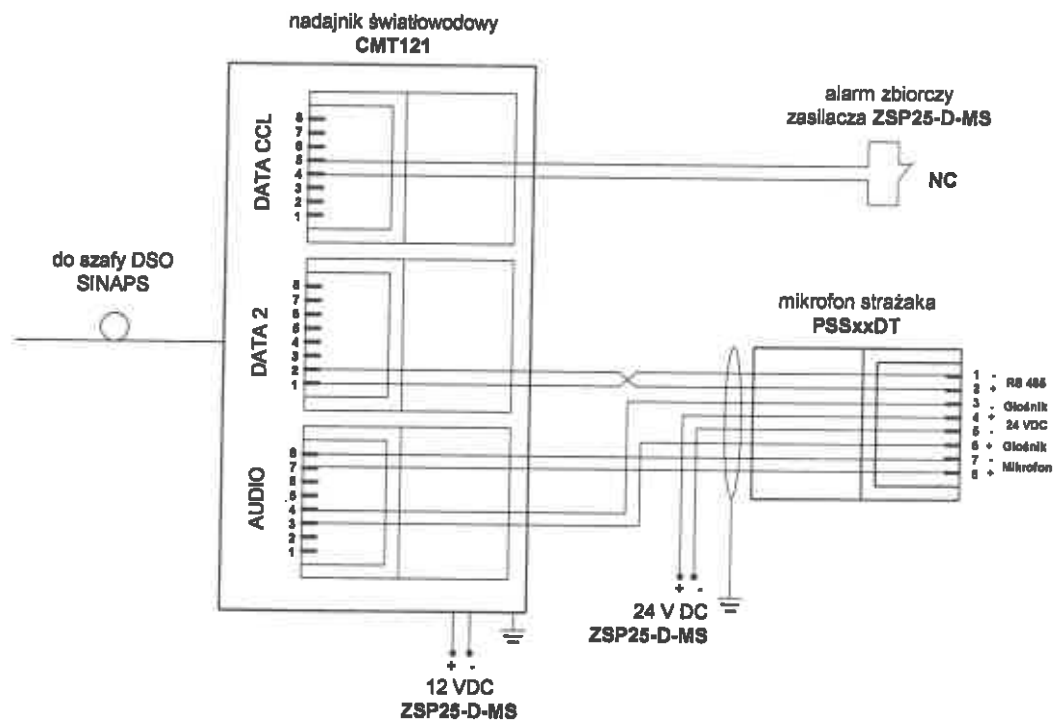 nadajnik światłowodowy
CMT121
alarm zbiorczy
zasilacza ZSP25-D-MS
NC
DATA CCL
8
7
6
5
4
3
2
1
do szafy DSO
SINAPS
DATA 2
8
7
6
5
4
3
2
1
mikrofon strażaka
PSSxxDT
1 -
2 + RS 485
3 - Głośnik
4 +
5 - 24 VDC
6 + Głośnik
7 -
8 + Mikrofon
AUDIO
8
7
6
5
4
3
2
1
+ -
24 V DC
ZSP25-D-MS
+ -
12 VDC
ZSP25-D-MS